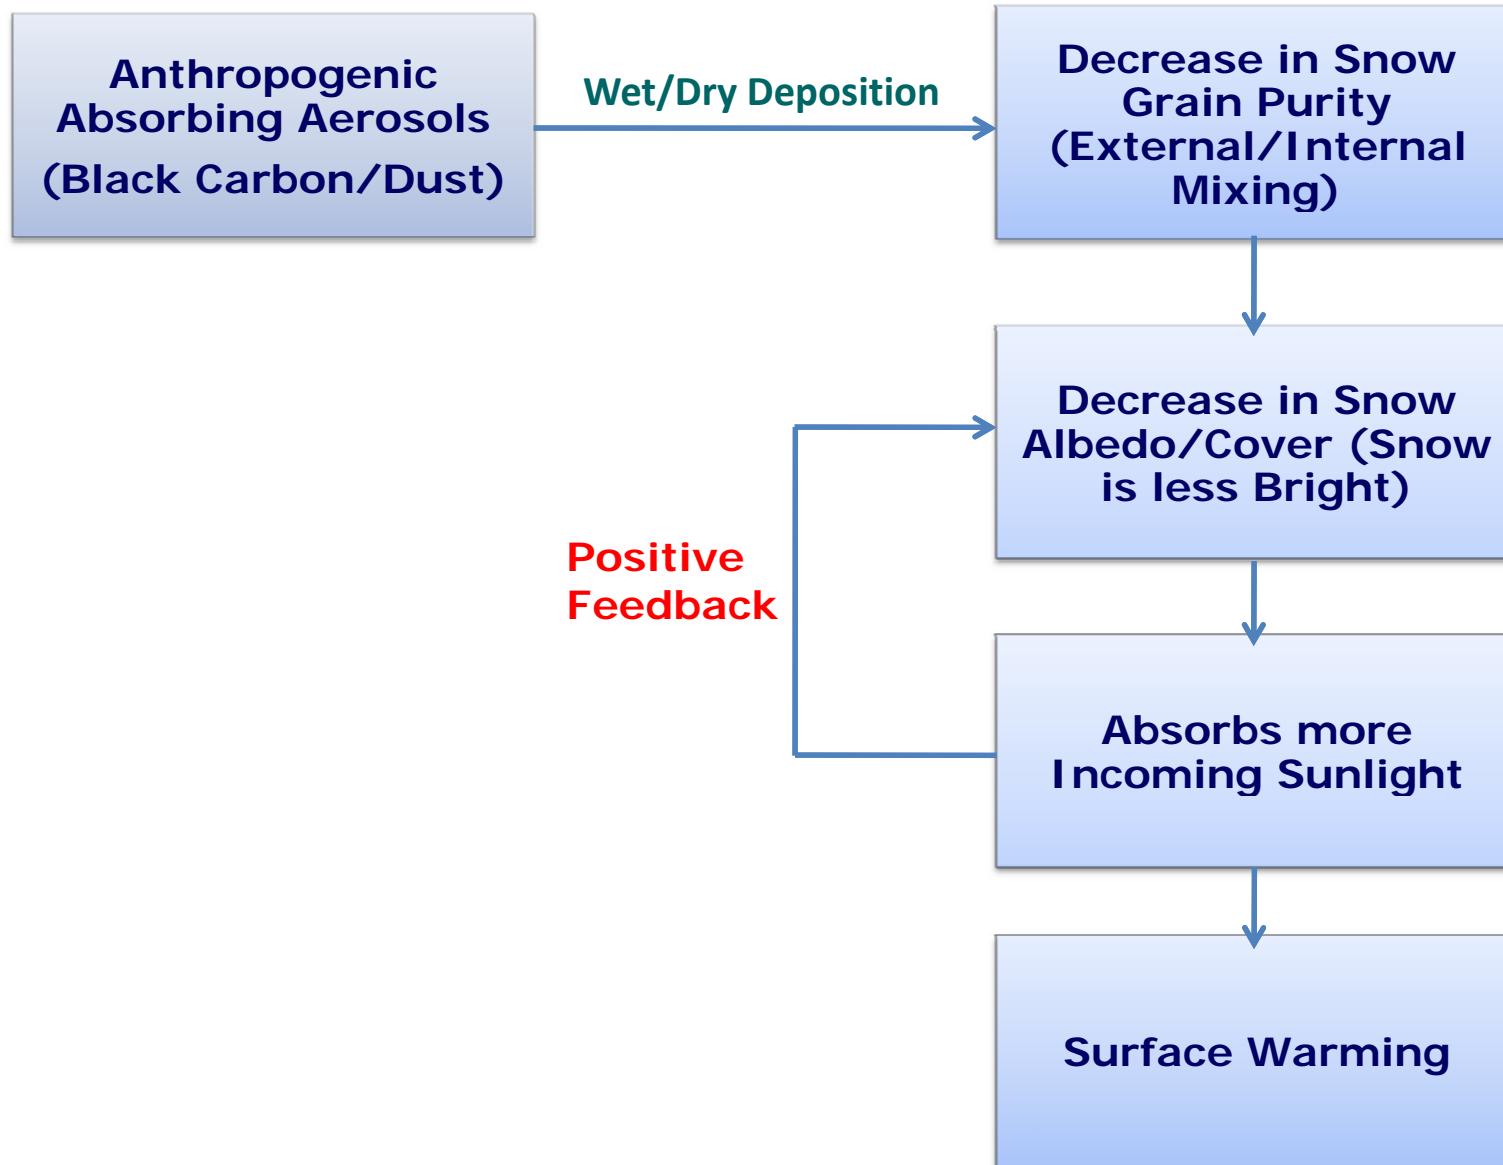 Anthropogenic
Absorbing Aerosols
(Black Carbon/Dust)
Wet/Dry Deposition
Decrease in Snow
Grain Purity
(External/Internal
Mixing)
Decrease in Snow
Albedo/Cover (Snow
is less Bright)
Positive
Feedback
Absorbs more
Incoming Sunlight
Surface Warming